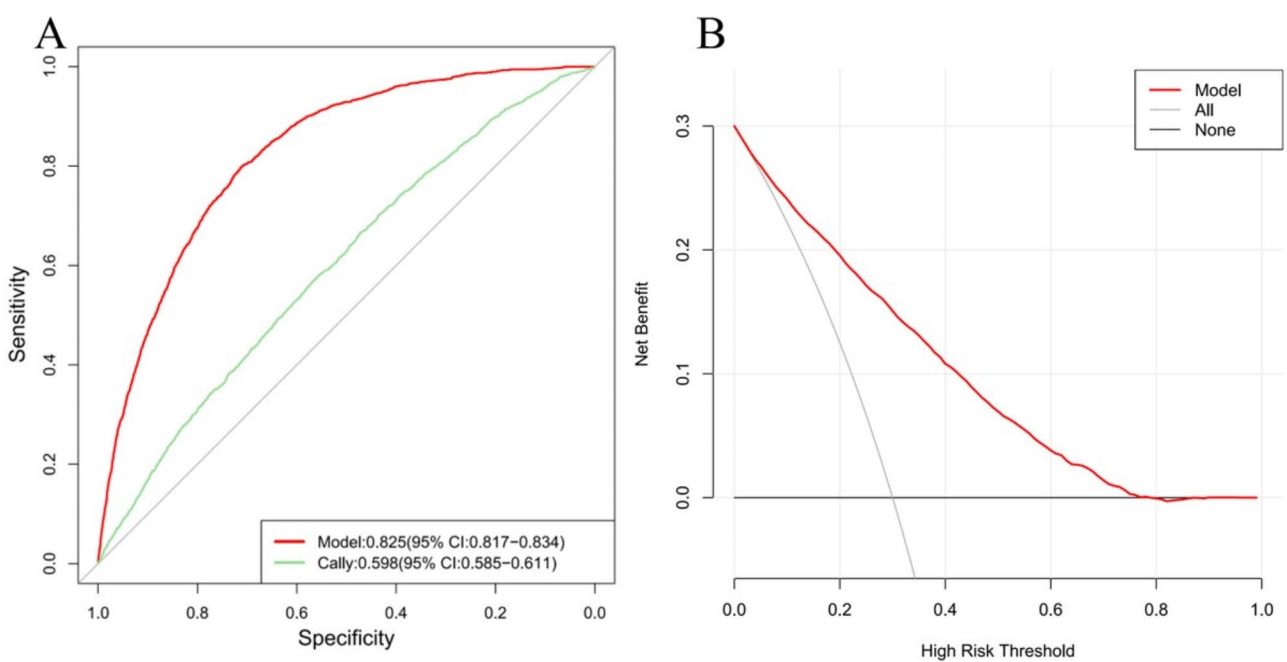 A
1.0
0.8
0.6
0.4
0.2
0.0
Sensitivity
Model:0.825(95% CI:0.817−0.834)
Cally:0.598(95% CI:0.585−0.611)
1.0 0.8 0.6 0.4 0.2 0.0
Specificity
B
Model
All
None
0.3
0.2
0.1
0.0
Net Benefit
0.0 0.2 0.4 0.6 0.8 1.0
High Risk Threshold